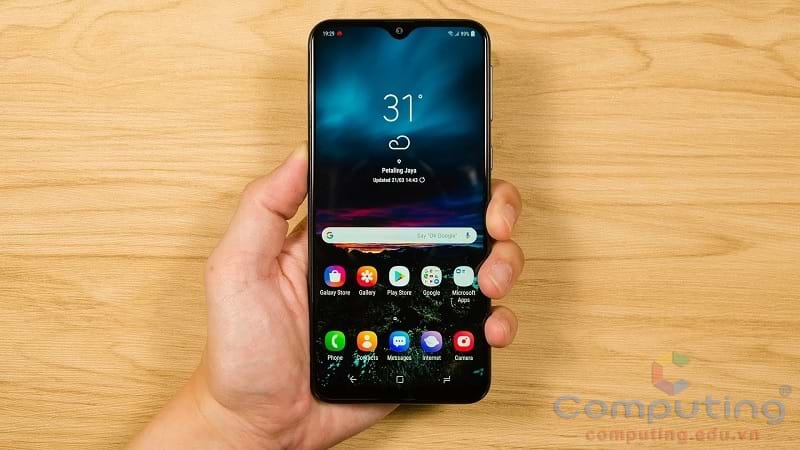 19:29
89%
31°
Petaling Jaya
Updated 21/03 14:43
G Say "Ok Google"
Galaxy Store Gallery Play Store Google Microsoft Apps
Phone Contacts Messages Internet Camera
Computing®
computing.edu.vn